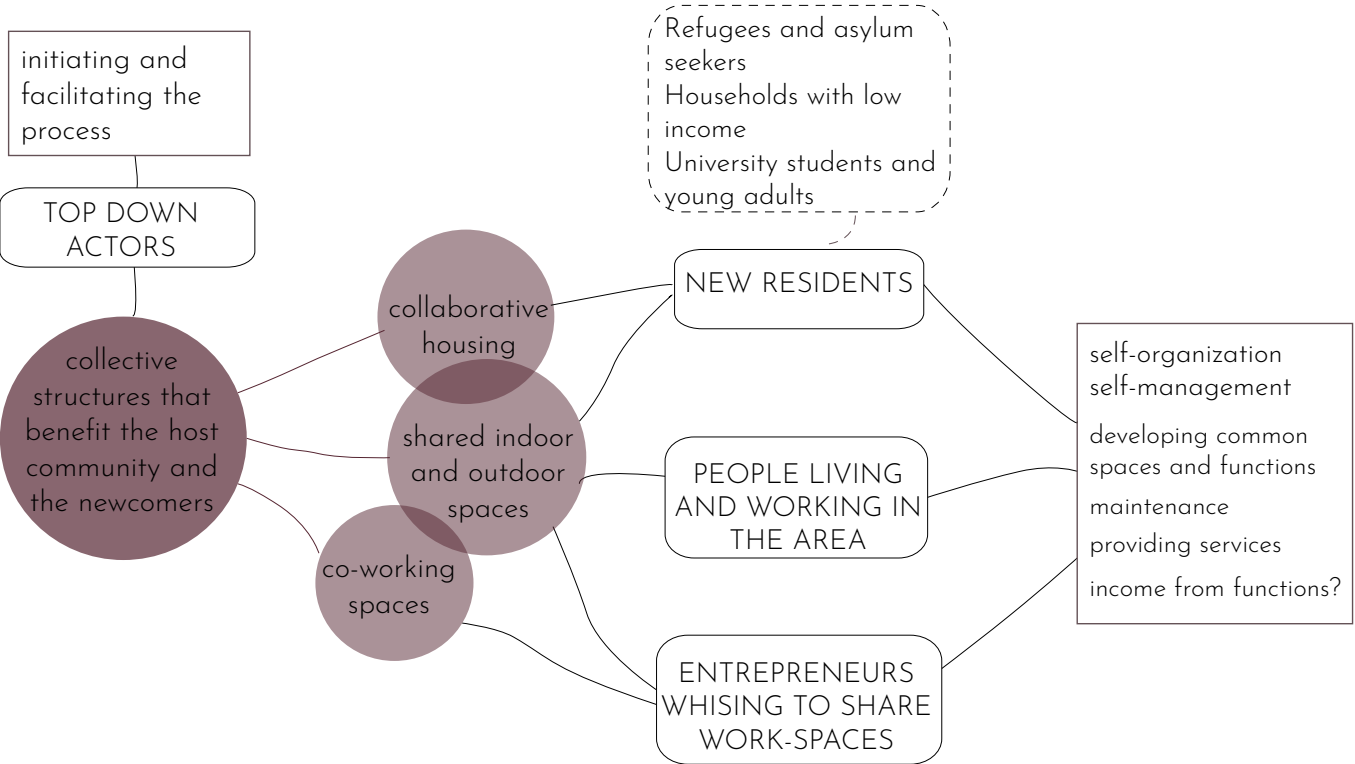 initiating and
facilitating the
process
TOP DOWN
ACTORS
collective
structures that
benefit the host
community and
the newcomers
collaborative
housing
shared indoor
and outdoor
spaces
co-working
spaces
Refugees and asylum
seekers
Households with low
income
University students and
young adults
NEW RESIDENTS
PEOPLE LIVING
AND WORKING IN
THE AREA
ENTREPRENEURS
WHISING TO SHARE
WORK-SPACES
self-organization
self-management
developing common
spaces and functions
maintenance
providing services
income from functions?